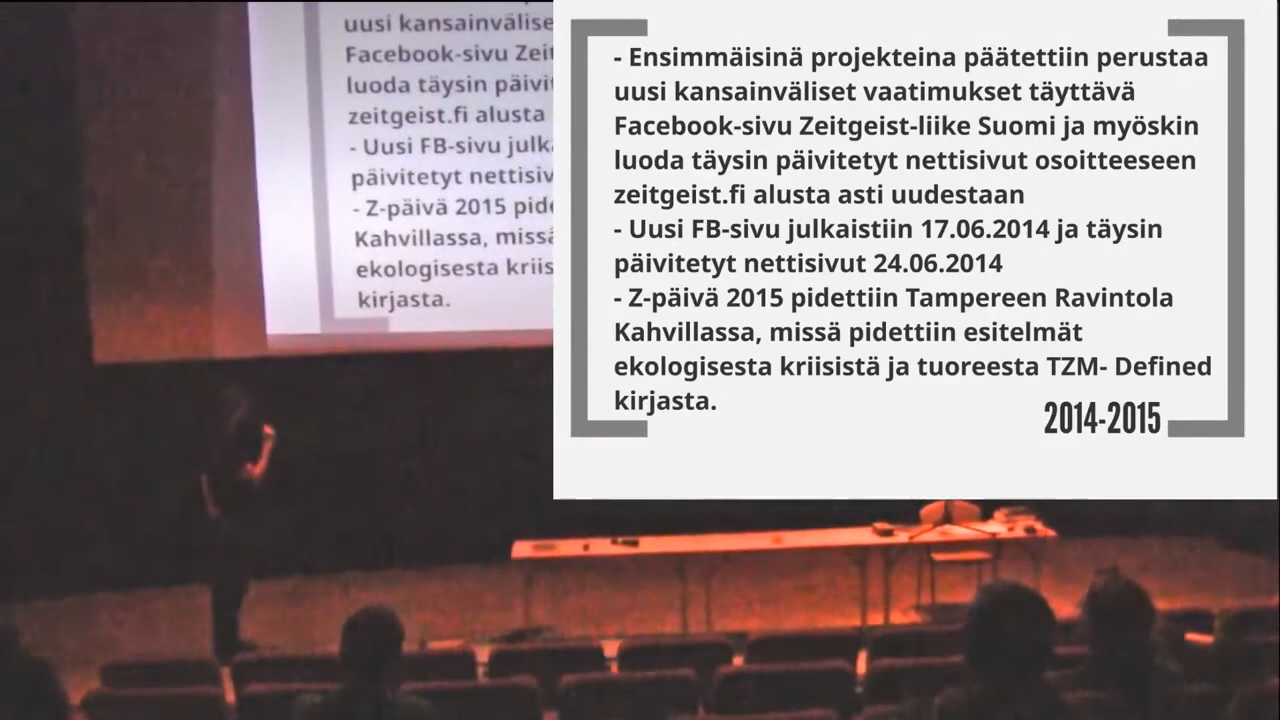 uusi kansainvälise
Facebook-sivu Zeit
luoda täysin päivit
zeitgeist.fi alusta
- Uusi FB-sivu julka
päivitetyt nettisiv
- Z-päivä 2015 pide
Kahvillassa, missä
ekologisesta kriis
kirjasta.
- Ensimmäisinä projekteina päätettiin perustaa
uusi kansainväliset vaatimukset täyttävä
Facebook-sivu Zeitgeist-liike Suomi ja myöskin
luoda täysin päivitetyt nettisivut osoitteeseen
zeitgeist.fi alusta asti uudestaan
- Uusi FB-sivu julkaistiin 17.06.2014 ja täysin
päivitetyt nettisivut 24.06.2014
- Z-päivä 2015 pidettiin Tampereen Ravintola
Kahvillassa, missä pidettiin esitelmät
ekologisesta kriisistä ja tuoreesta TZM- Defined
kirjasta.
2014-2015